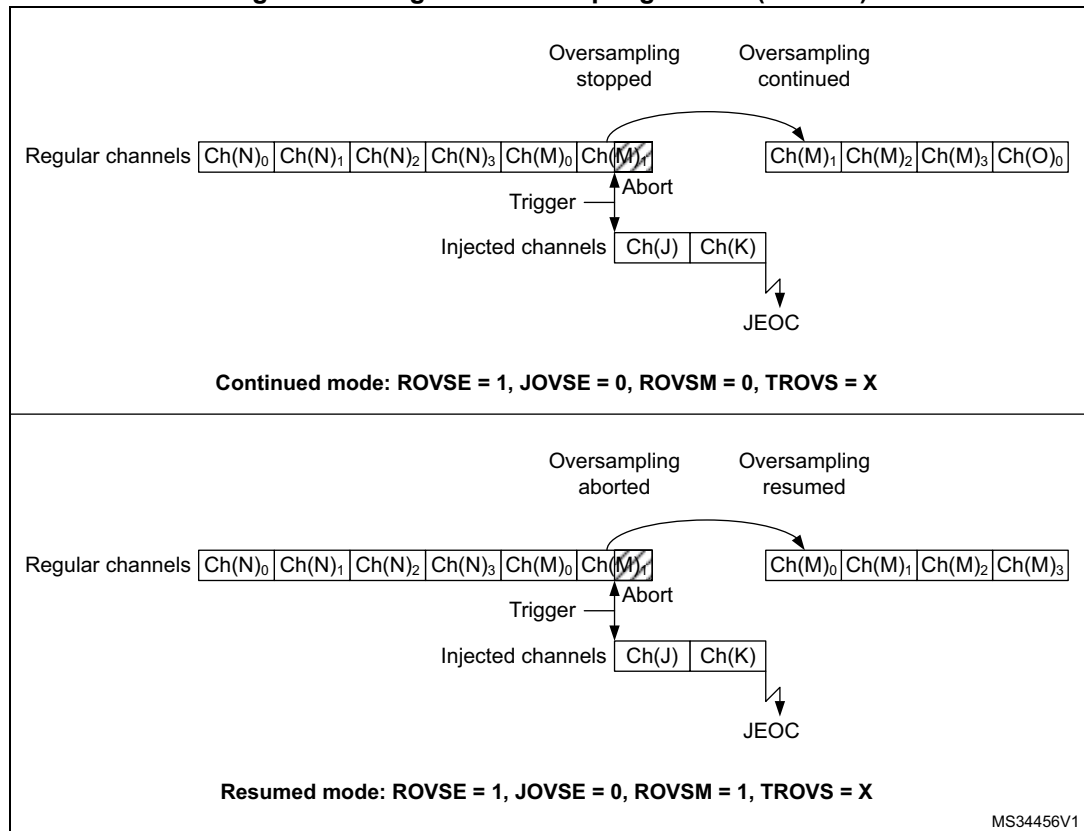 Oversampling stopped
Oversampling continued
Regular channels Ch(N)₀ Ch(N)₁ Ch(N)₂ Ch(N)₃ Ch(M)₀ Ch(M)₁ Ch(M)₁ Ch(M)₂ Ch(M)₃ Ch(O)₀
Abort
Trigger
Injected channels Ch(J) Ch(K)
JEOC
Continued mode: ROVSE = 1, JOVSE = 0, ROVSM = 0, TROVS = X
Oversampling aborted
Oversampling resumed
Regular channels Ch(N)₀ Ch(N)₁ Ch(N)₂ Ch(N)₃ Ch(M)₀ Ch(M)₁ Ch(M)₀ Ch(M)₁ Ch(M)₂ Ch(M)₃
Abort
Trigger
Injected channels Ch(J) Ch(K)
JEOC
Resumed mode: ROVSE = 1, JOVSE = 0, ROVSM = 1, TROVS = X
MS34456V1